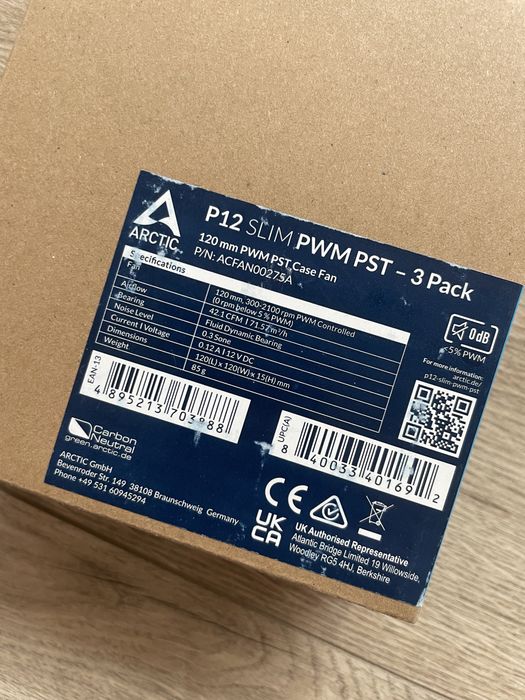 ARCTIC
P12 SLIM PWM PST – 3 Pack
120 mm PWM PST Case Fan
P/N: ACFAN00275A
Specifications
Fan 120 mm, 300-2100 rpm PWM Controlled
(0 rpm below 5 % PWM)
Airflow 42.1 CFM | 71.57 m³/h
Bearing Fluid Dynamic Bearing
Noise Level 0.3 Sone
Current | Voltage 0.12 A | 12 V DC
Dimensions 120(L) x 120(W) x 15(H) mm
Weight 85 g
0dB
≤5% PWM
For more information:
arctic.de/
p12-slim-pwm-pst
EAN-13
4 895213 703888
UPC(A)
8 40033 40169 2
Carbon
Neutral
green.arctic.de
ARCTIC GmbH
Bevenroder Str. 149 38108 Braunschweig Germany
Phone +49 531 60945294
CE
UK
CA
UK Authorised Representative
Atlantic Bridge Limited 19 Willowside,
Woodley RG5 4HJ, Berkshire